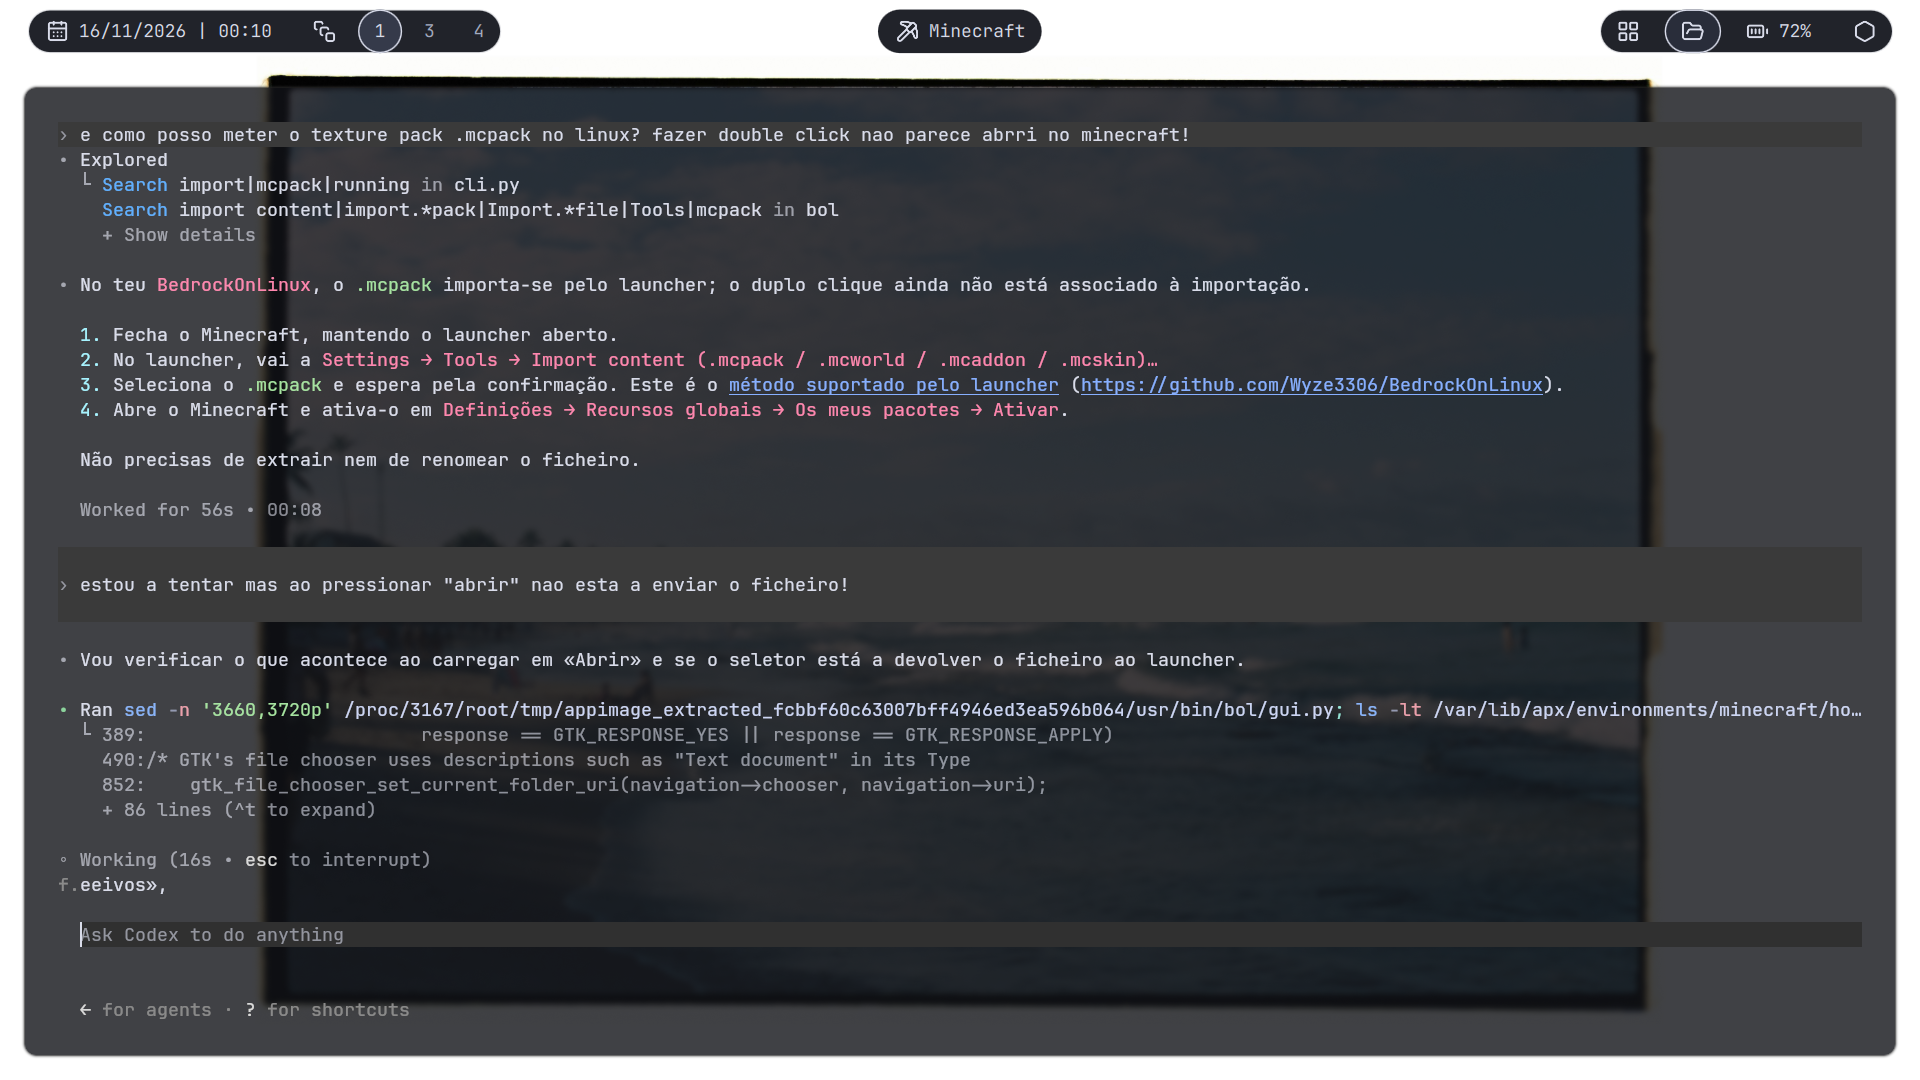 16/11/2026 | 00:10
1
3
4
Minecraft
72%
› e como posso meter o texture pack .mcpack no linux? fazer double click nao parece abrri no minecraft!
• Explored
└ Search import|mcpack|running in cli.py
Search import content|import.*pack|Import.*file|Tools|mcpack in bol
+ Show details
• No teu BedrockOnLinux, o .mcpack importa-se pelo launcher; o duplo clique ainda não está associado à importação.
1. Fecha o Minecraft, mantendo o launcher aberto.
2. No launcher, vai a Settings → Tools → Import content (.mcpack / .mcworld / .mcaddon / .mcskin)…
3. Seleciona o .mcpack e espera pela confirmação. Este é o método suportado pelo launcher (https://github.com/Wyze3306/BedrockOnLinux).
4. Abre o Minecraft e ativa-o em Definições → Recursos globais → Os meus pacotes → Ativar.
Não precisas de extrair nem de renomear o ficheiro.
Worked for 56s • 00:08
› estou a tentar mas ao pressionar "abrir" nao esta a enviar o ficheiro!
• Vou verificar o que acontece ao carregar em «Abrir» e se o seletor está a devolver o ficheiro ao launcher.
• Ran sed -n '3660,3720p' /proc/3167/root/tmp/appimage_extracted_fcbbf60c63007bff4946ed3ea596b064/usr/bin/bol/gui.py; ls -lt /var/lib/apx/environments/minecraft/ho…
└ 389: response == GTK_RESPONSE_YES || response == GTK_RESPONSE_APPLY)
490:/* GTK's file chooser uses descriptions such as "Text document" in its Type
852: gtk_file_chooser_set_current_folder_uri(navigation->chooser, navigation->uri);
+ 86 lines (^t to expand)
◦ Working (16s • esc to interrupt)
f.eeivos»,
Ask Codex to do anything
← for agents · ? for shortcuts